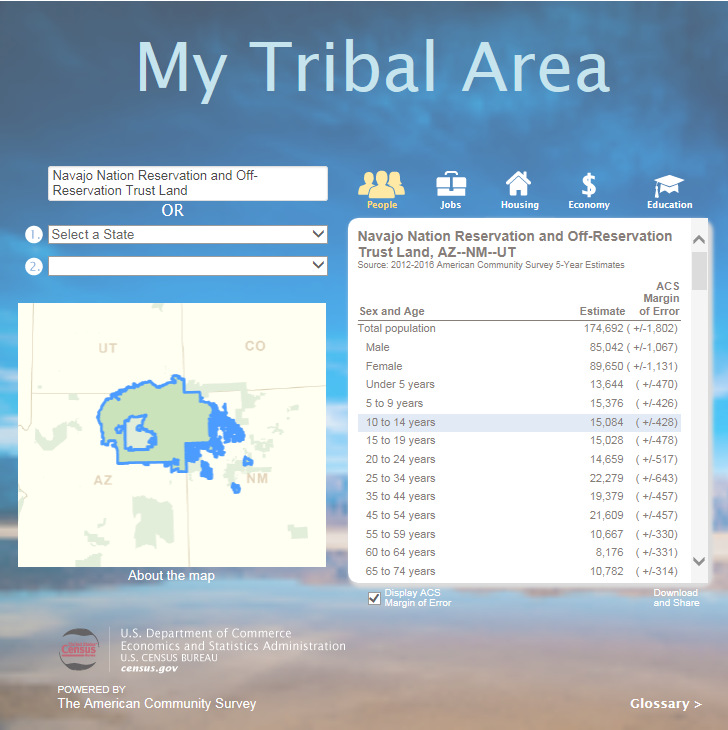 My Tribal Area
Navajo Nation Reservation and Off-
Reservation Trust Land
OR
1. Select a State
2.
UT
CO
AZ
NM
About the map
People
Jobs
Housing
Economy
Education
Navajo Nation Reservation and Off-Reservation
Trust Land, AZ--NM--UT
Source: 2012-2016 American Community Survey 5-Year Estimates
ACS
Margin
Sex and Age Estimate of Error
Total population 174,692 ( +/-1,802)
Male 85,042 ( +/-1,067)
Female 89,650 ( +/-1,131)
Under 5 years 13,644 ( +/-470)
5 to 9 years 15,376 ( +/-426)
10 to 14 years 15,084 ( +/-428)
15 to 19 years 15,028 ( +/-478)
20 to 24 years 14,659 ( +/-517)
25 to 34 years 22,279 ( +/-643)
35 to 44 years 19,379 ( +/-457)
45 to 54 years 21,609 ( +/-457)
55 to 59 years 10,667 ( +/-330)
60 to 64 years 8,176 ( +/-331)
65 to 74 years 10,782 ( +/-314)
Display ACS
Margin of Error
Download
and Share
Census
U.S. Department of Commerce
Economics and Statistics Administration
U.S. CENSUS BUREAU
census.gov
POWERED BY
The American Community Survey
Glossary >